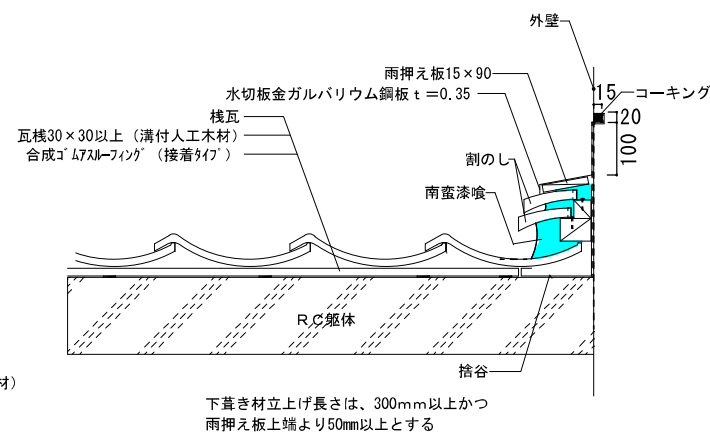 外壁
雨押え板15×90
15
コーキング
水切板金ガルバリウム鋼板ｔ＝0.35
20
桟瓦
100
瓦桟30×30以上（溝付人工木材）
割のし
合成ｺﾞﾑｱｽﾙｰﾌｨﾝｸﾞ（接着ﾀｲﾌﾟ）
南蛮漆喰
ＲＣ躯体
捨谷
材）
下葺き材立上げ長さは、300ｍｍ以上かつ
雨押え板上端より50mm以上とする